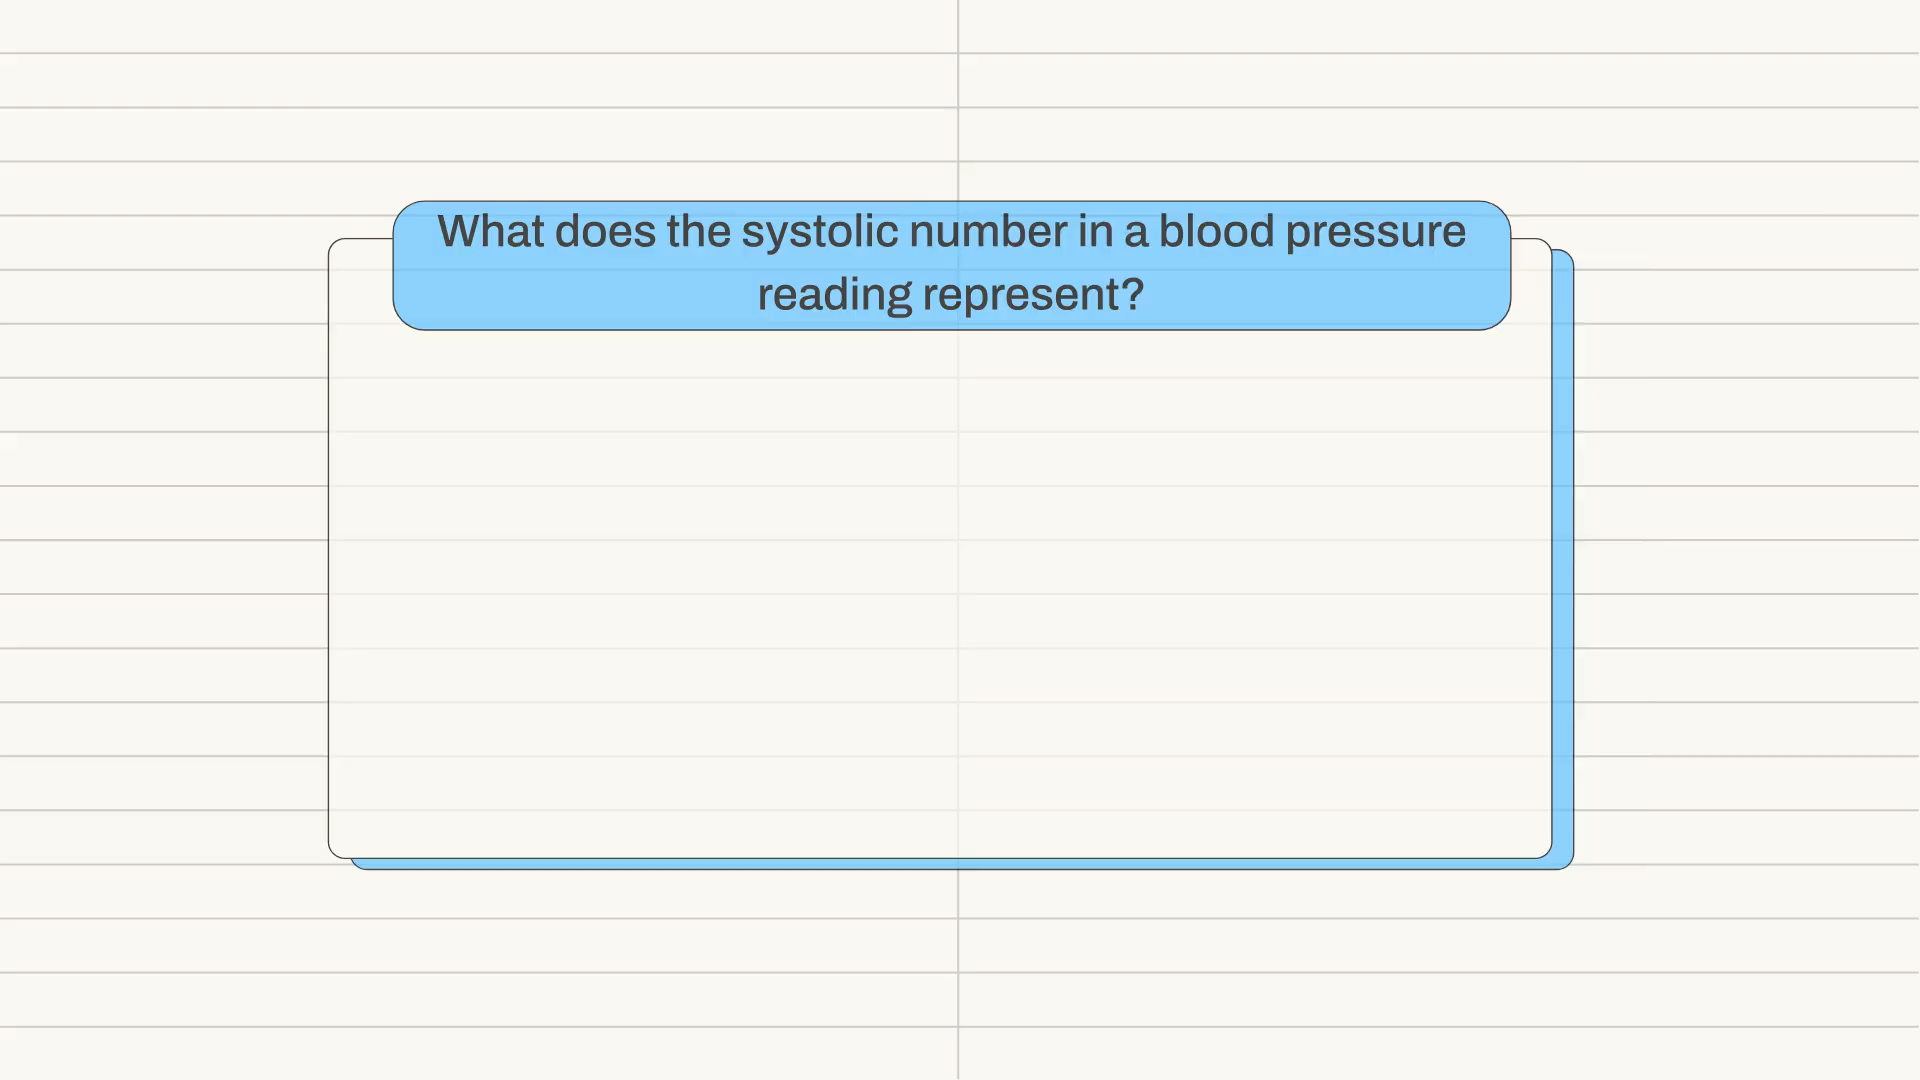 What does the systolic number in a blood pressure
reading represent?